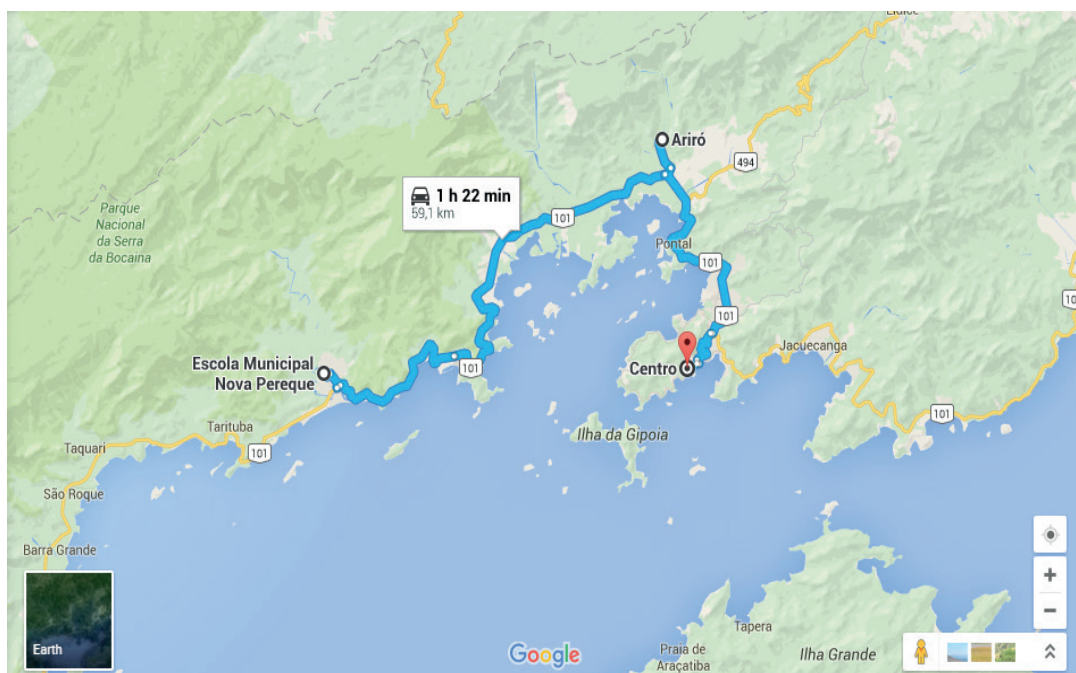 Lídice
Ariró
494
1 h 22 min
59,1 km
101
Parque
Nacional
da Serra
da Bocaina
Pontal
101
101
101
Jacuecanga
Escola Municipal
Nova Pereque
101
Centro
101
Tarituba
Ilha da Gipoia
Taquari
101
São Roque
Barra Grande
Earth
Google
Praia de
Araçatiba
Tapera
Ilha Grande